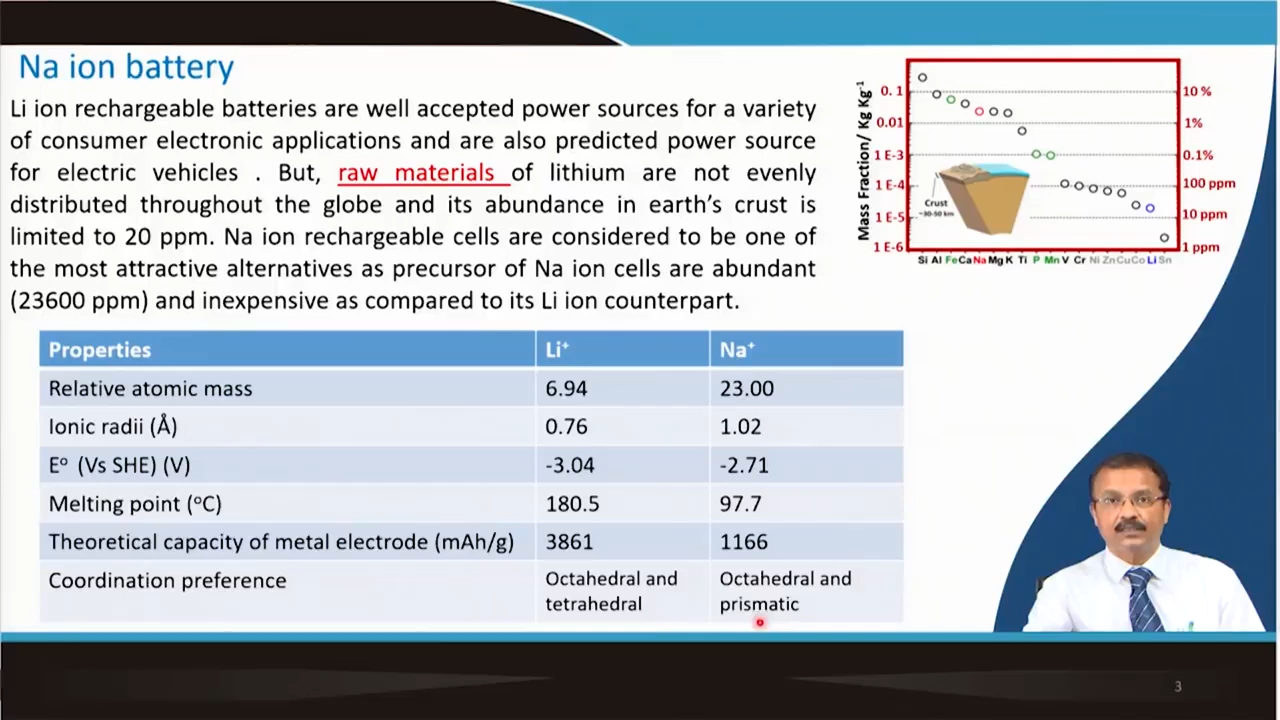 Na ion battery
Li ion rechargeable batteries are well accepted power sources for a variety
of consumer electronic applications and are also predicted power source
for electric vehicles . But, raw materials of lithium are not evenly
distributed throughout the globe and its abundance in earth's crust is
limited to 20 ppm. Na ion rechargeable cells are considered to be one of
the most attractive alternatives as precursor of Na ion cells are abundant
(23600 ppm) and inexpensive as compared to its Li ion counterpart.
Mass Fraction/ Kg Kg⁻¹
0.1
0.01
1 E-3
1 E-4
1 E-5
1 E-6
10 %
1%
0.1%
100 ppm
10 ppm
1 ppm
Crust
~30-50 km
Si Al Fe Ca Na Mg K Ti P Mn V Cr Ni Zn Cu Co Li Sn
Properties Li⁺ Na⁺
Relative atomic mass 6.94 23.00
Ionic radii (Å) 0.76 1.02
Eº (Vs SHE) (V) -3.04 -2.71
Melting point (ºC) 180.5 97.7
Theoretical capacity of metal electrode (mAh/g) 3861 1166
Coordination preference Octahedral and tetrahedral Octahedral and prismatic
3